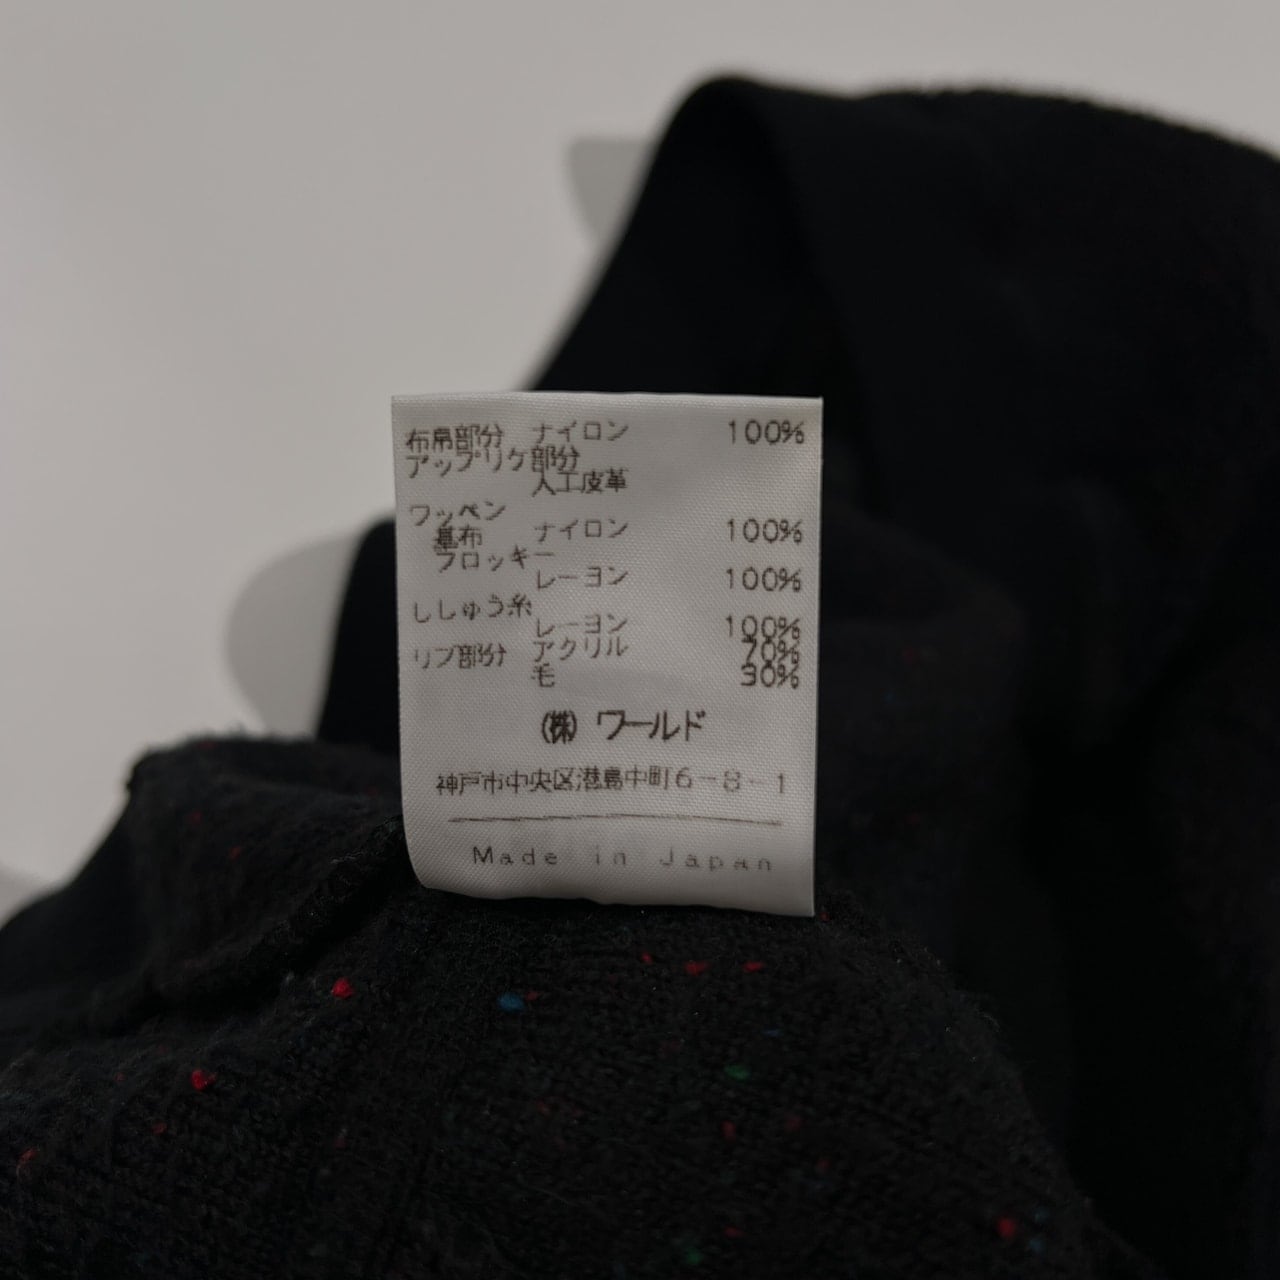 布帛部分 ナイロン 100%
アップリケ部分
人工皮革
ワッペン
基布 ナイロン 100%
フロッキー
レーヨン 100%
ししゅう糸
レーヨン 100%
リブ部分 アクリル 70%
毛 30%
(株) ワールド
神戸市中央区港島中町6-8-1
Made in Japan